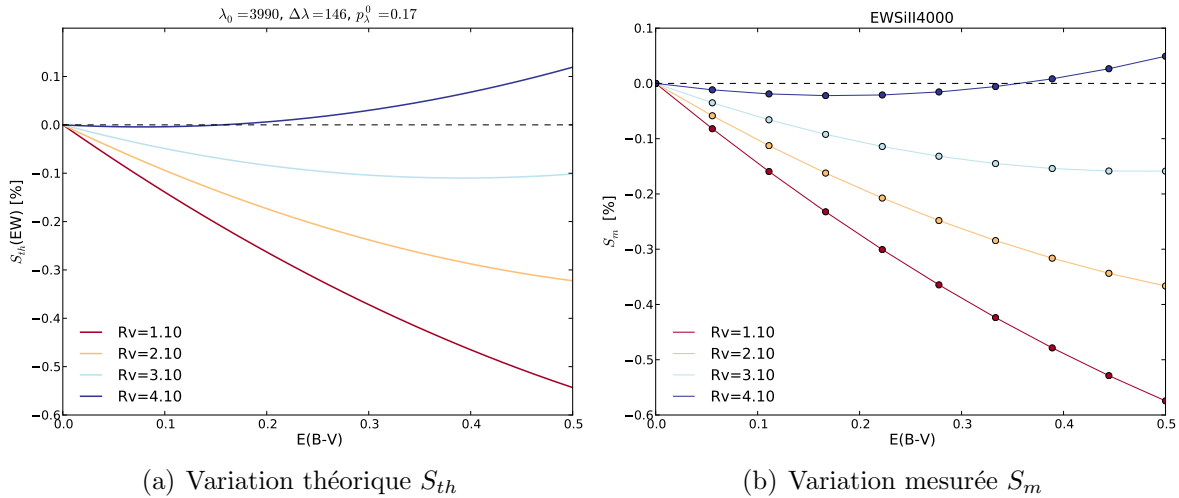 λ₀ =3990, Δλ=146, p⁰_λ =0.17
S_th(EW) [%]
0.1
0.0
−0.1
−0.2
−0.3
−0.4
−0.5
−0.6
Rv=1.10
Rv=2.10
Rv=3.10
Rv=4.10
0.0 0.1 0.2 0.3 0.4 0.5
E(B-V)
(a) Variation théorique S_th
EWSiII4000
S_m [%]
0.1
0.0
−0.1
−0.2
−0.3
−0.4
−0.5
−0.6
Rv=1.10
Rv=2.10
Rv=3.10
Rv=4.10
0.0 0.1 0.2 0.3 0.4 0.5
E(B-V)
(b) Variation mesurée S_m